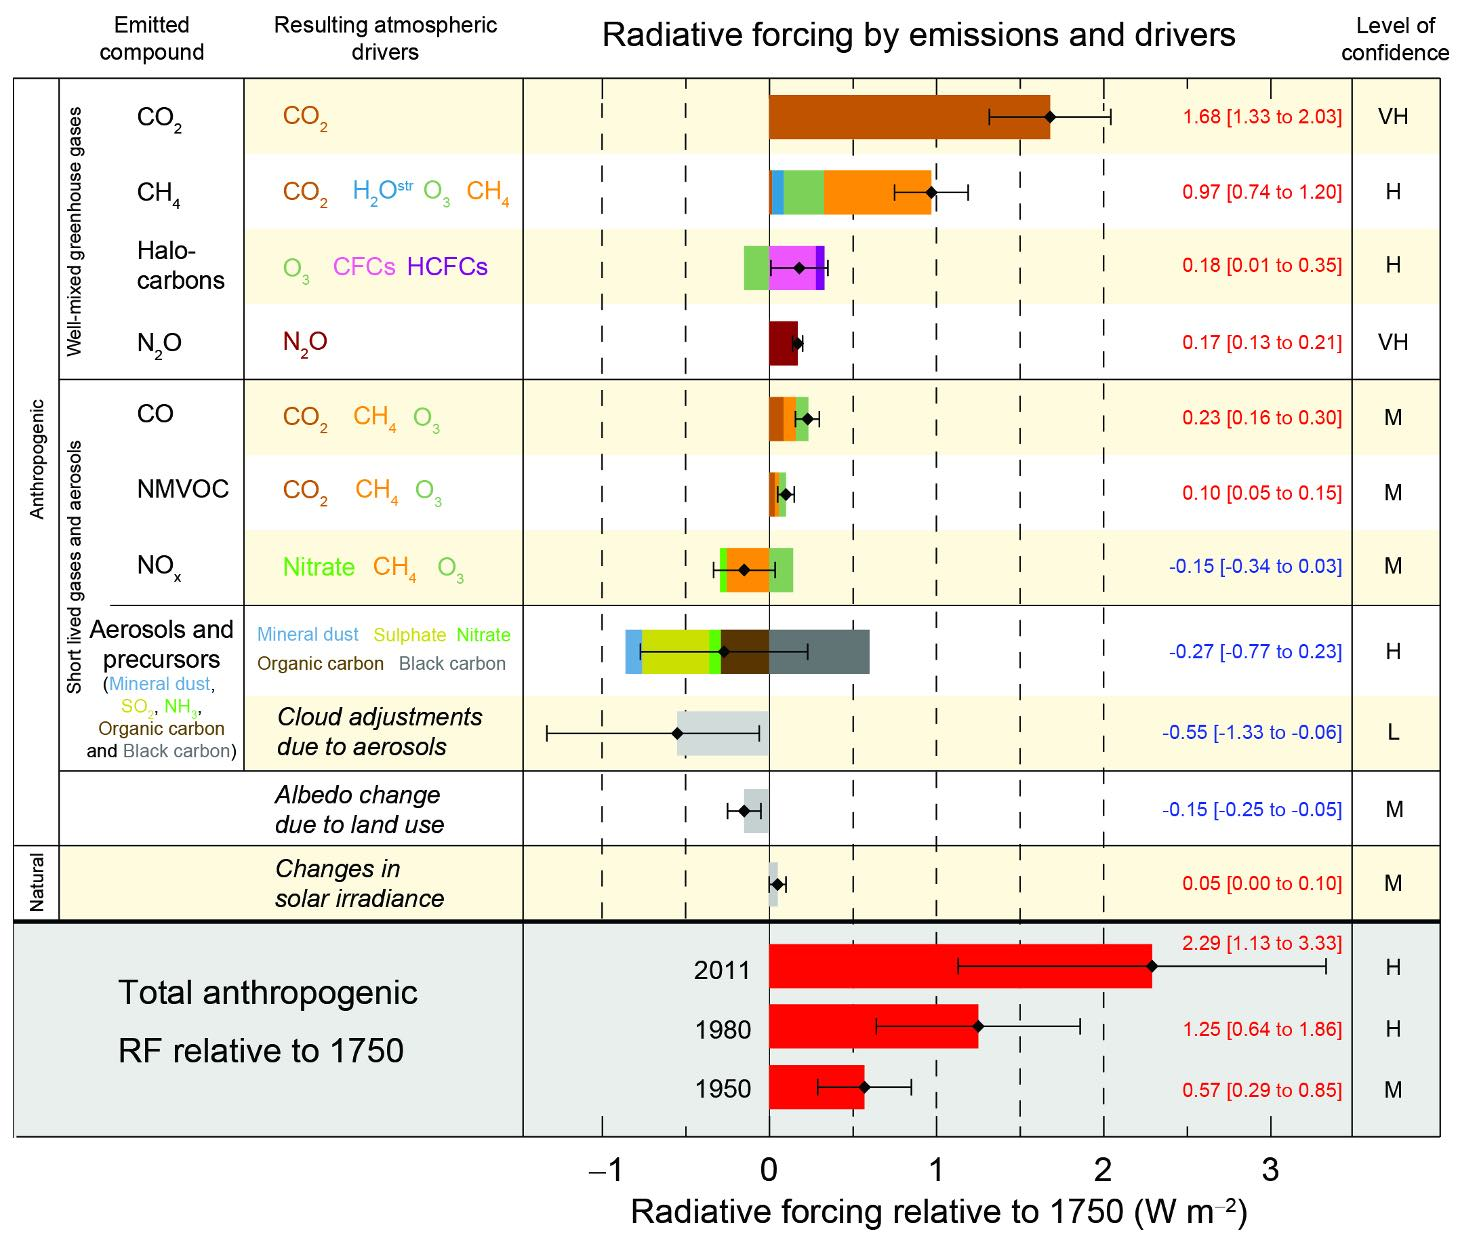 Emitted
compound
Resulting atmospheric
drivers
Radiative forcing by emissions and drivers
Level of
confidence
Anthropogenic
Well-mixed greenhouse gases
CO2
CO2
1.68 [1.33 to 2.03]
VH
CH4
CO2 H2Ostr O3 CH4
0.97 [0.74 to 1.20]
H
Halo-
carbons
O3 CFCs HCFCs
0.18 [0.01 to 0.35]
H
N2O
N2O
0.17 [0.13 to 0.21]
VH
Short lived gases and aerosols
CO
CO2 CH4 O3
0.23 [0.16 to 0.30]
M
NMVOC
CO2 CH4 O3
0.10 [0.05 to 0.15]
M
NOx
Nitrate CH4 O3
-0.15 [-0.34 to 0.03]
M
Aerosols and
precursors
(Mineral dust,
SO2, NH3,
Organic carbon
and Black carbon)
Mineral dust Sulphate Nitrate
Organic carbon Black carbon
-0.27 [-0.77 to 0.23]
H
Cloud adjustments
due to aerosols
-0.55 [-1.33 to -0.06]
L
Albedo change
due to land use
-0.15 [-0.25 to -0.05]
M
Natural
Changes in
solar irradiance
0.05 [0.00 to 0.10]
M
Total anthropogenic
RF relative to 1750
2011
2.29 [1.13 to 3.33]
H
1980
1.25 [0.64 to 1.86]
H
1950
0.57 [0.29 to 0.85]
M
−1 0 1 2 3
Radiative forcing relative to 1750 (W m−2)